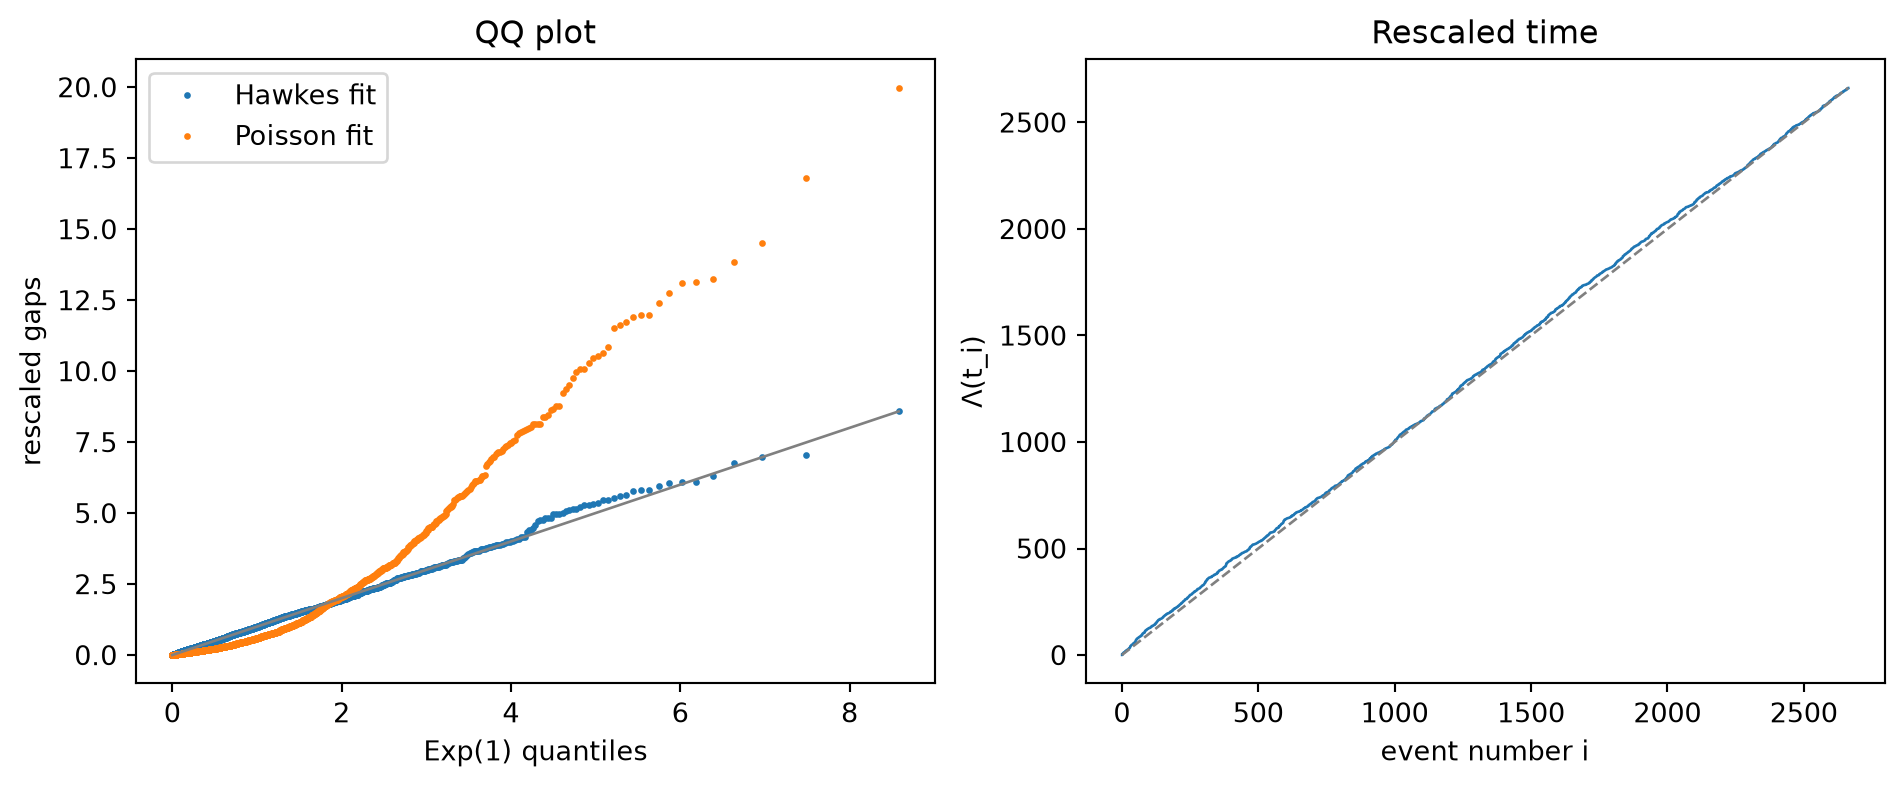 QQ plot
Hawkes fit
Poisson fit
20.0
17.5
15.0
12.5
10.0
7.5
5.0
2.5
0.0
rescaled gaps
0 2 4 6 8
Exp(1) quantiles
Rescaled time
2500
2000
1500
1000
500
0
Λ(t_i)
0 500 1000 1500 2000 2500
event number i